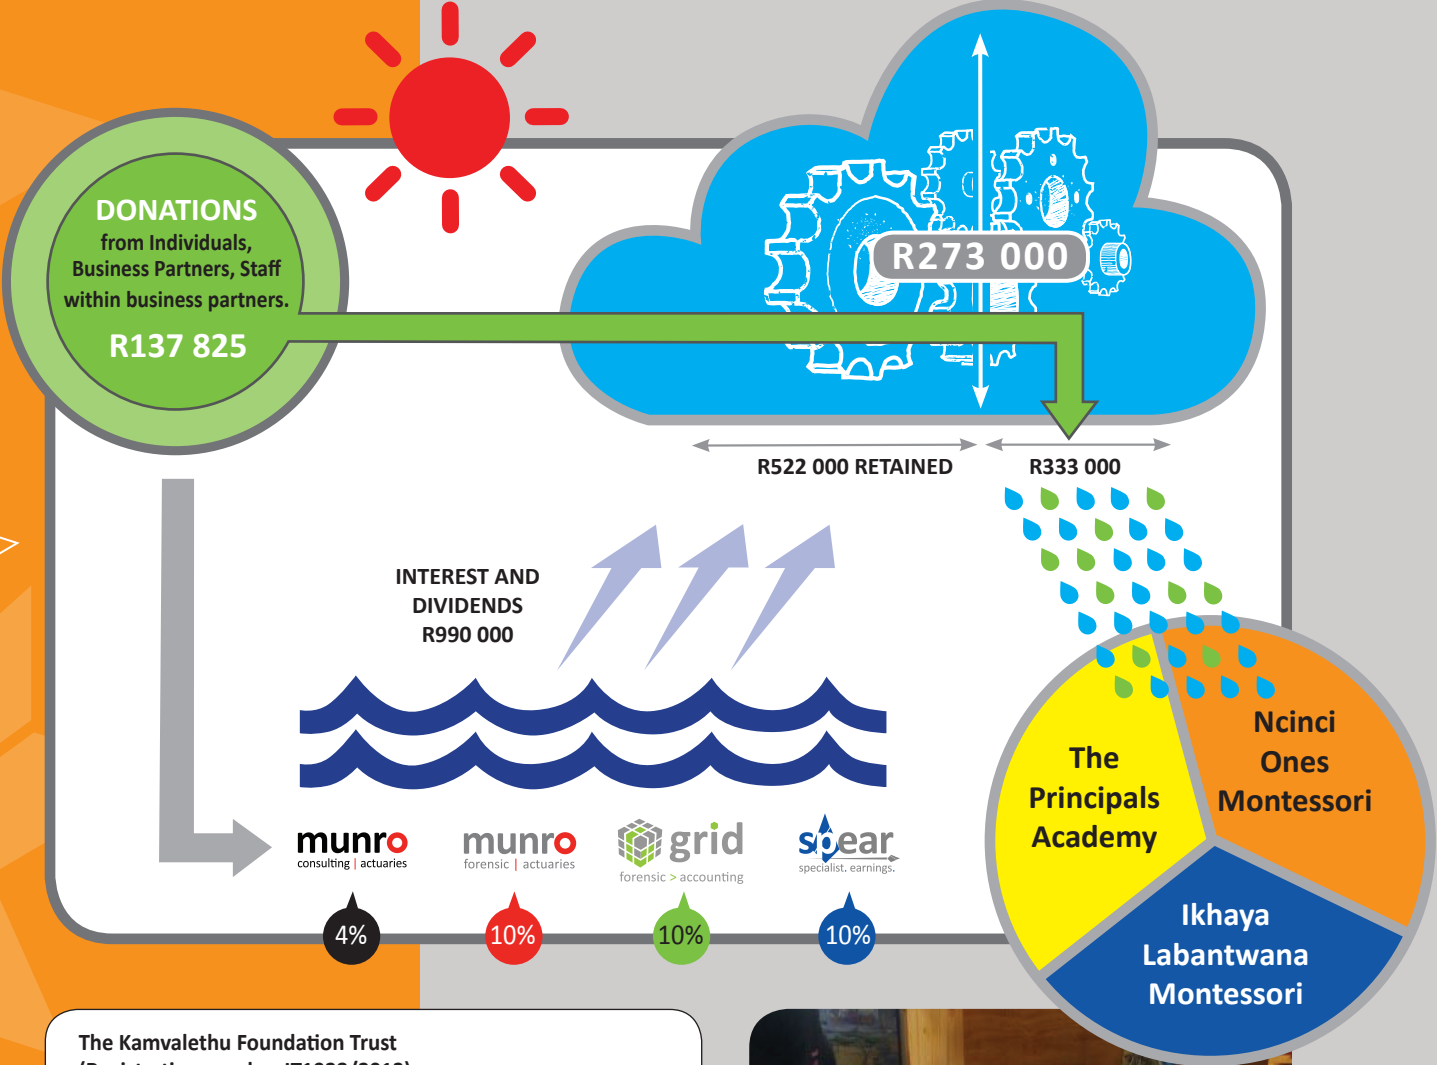 DONATIONS
from Individuals,
Business Partners, Staff
within business partners.
R137 825
R273 000
R522 000 RETAINED
R333 000
INTEREST AND
DIVIDENDS
R990 000
munro
consulting | actuaries
munro
forensic | actuaries
grid
forensic > accounting
spear
specialist. earnings.
4%
10%
10%
10%
The
Principals
Academy
Ncinci
Ones
Montessori
Ikhaya
Labantwana
Montessori
The Kamvalethu Foundation Trust